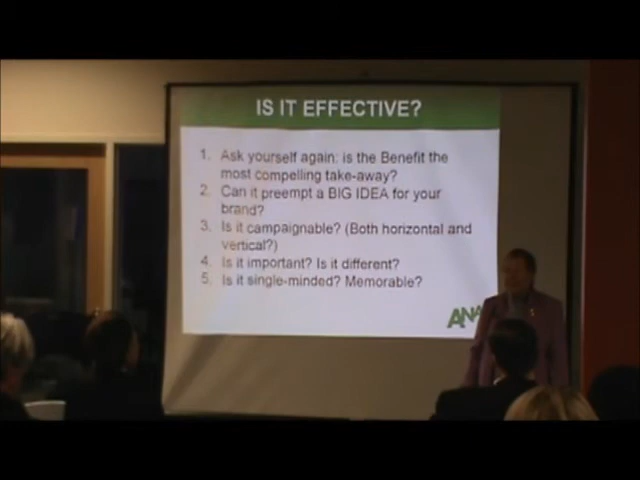 IS IT EFFECTIVE?
1. Ask yourself again: is the Benefit the
most compelling take-away?
2. Can it preempt a BIG IDEA for your
brand?
3. Is it campaignable? (Both horizontal and
vertical?)
4. Is it important? Is it different?
5. Is it single-minded? Memorable?
ANA